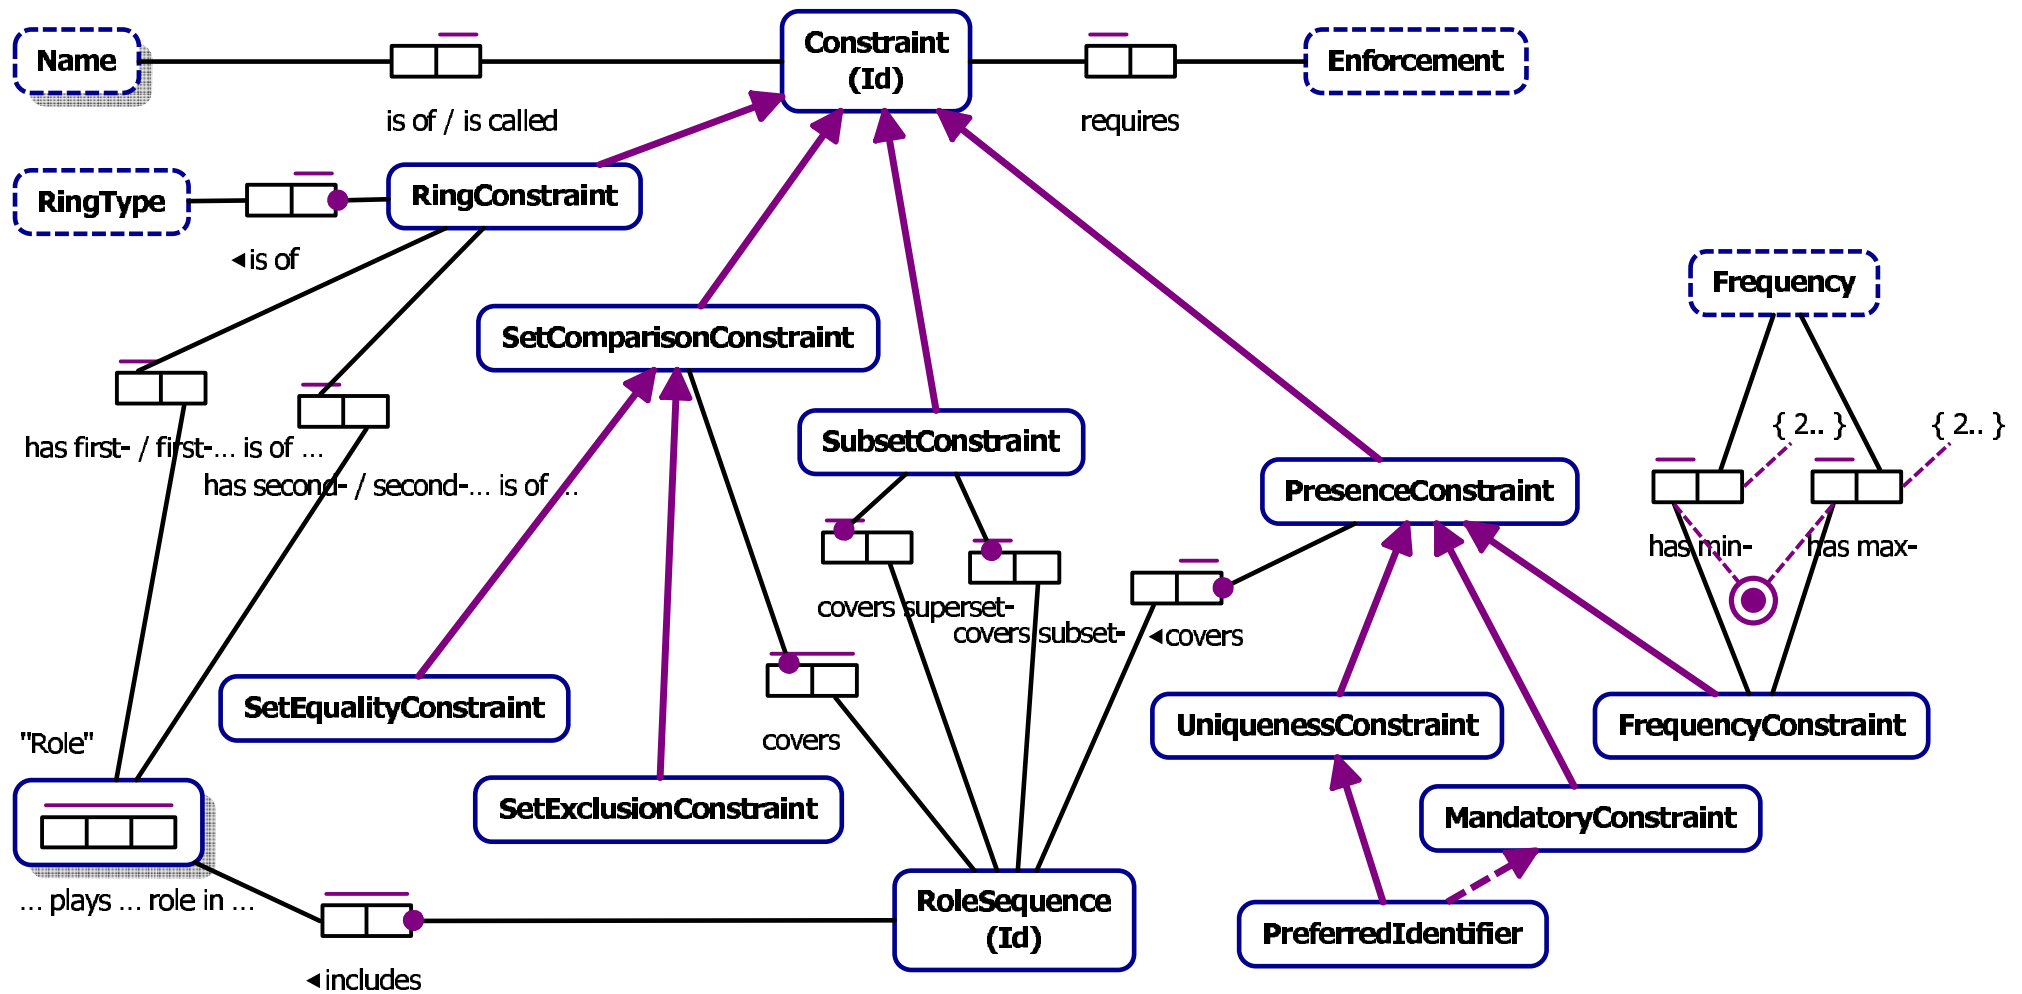 Name
Constraint
(Id)
Enforcement
is of / is called
requires
RingType
RingConstraint
◄is of
Frequency
SetComparisonConstraint
{ 2.. }
{ 2.. }
SubsetConstraint
has first- / first-... is of ...
has second- / second-... is of ...
PresenceConstraint
has min-
has max-
covers superset-
covers subset-
◄covers
SetEqualityConstraint
UniquenessConstraint
FrequencyConstraint
"Role"
covers
SetExclusionConstraint
MandatoryConstraint
... plays ... role in ...
RoleSequence
(Id)
PreferredIdentifier
◄includes